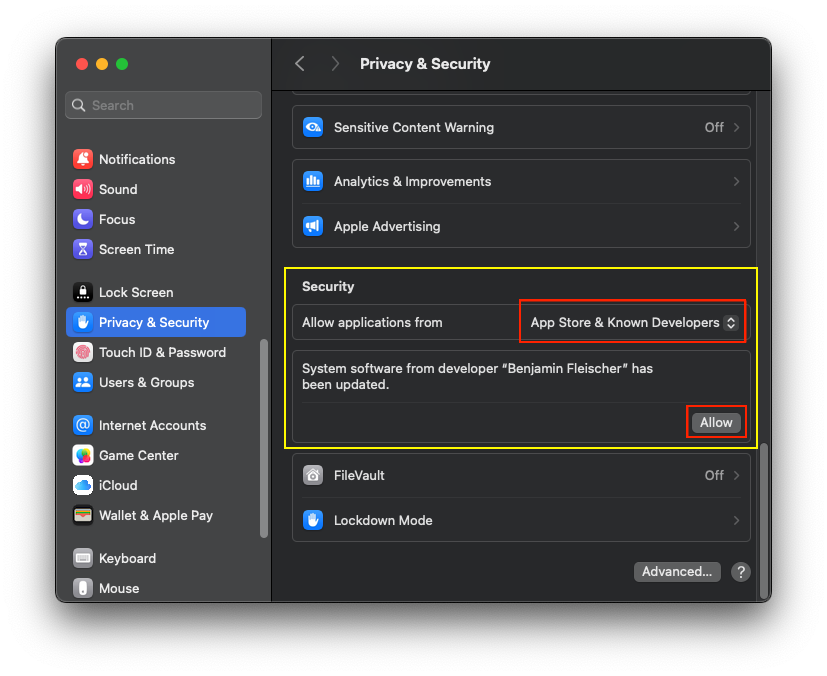 Search
Notifications
Sound
Focus
Screen Time
Lock Screen
Privacy & Security
Touch ID & Password
Users & Groups
Internet Accounts
Game Center
iCloud
Wallet & Apple Pay
Keyboard
Mouse
Privacy & Security
Sensitive Content Warning Off
Analytics & Improvements
Apple Advertising
Security
Allow applications from App Store & Known Developers
System software from developer “Benjamin Fleischer” has
been updated.
Allow
FileVault Off
Lockdown Mode
Advanced... ?